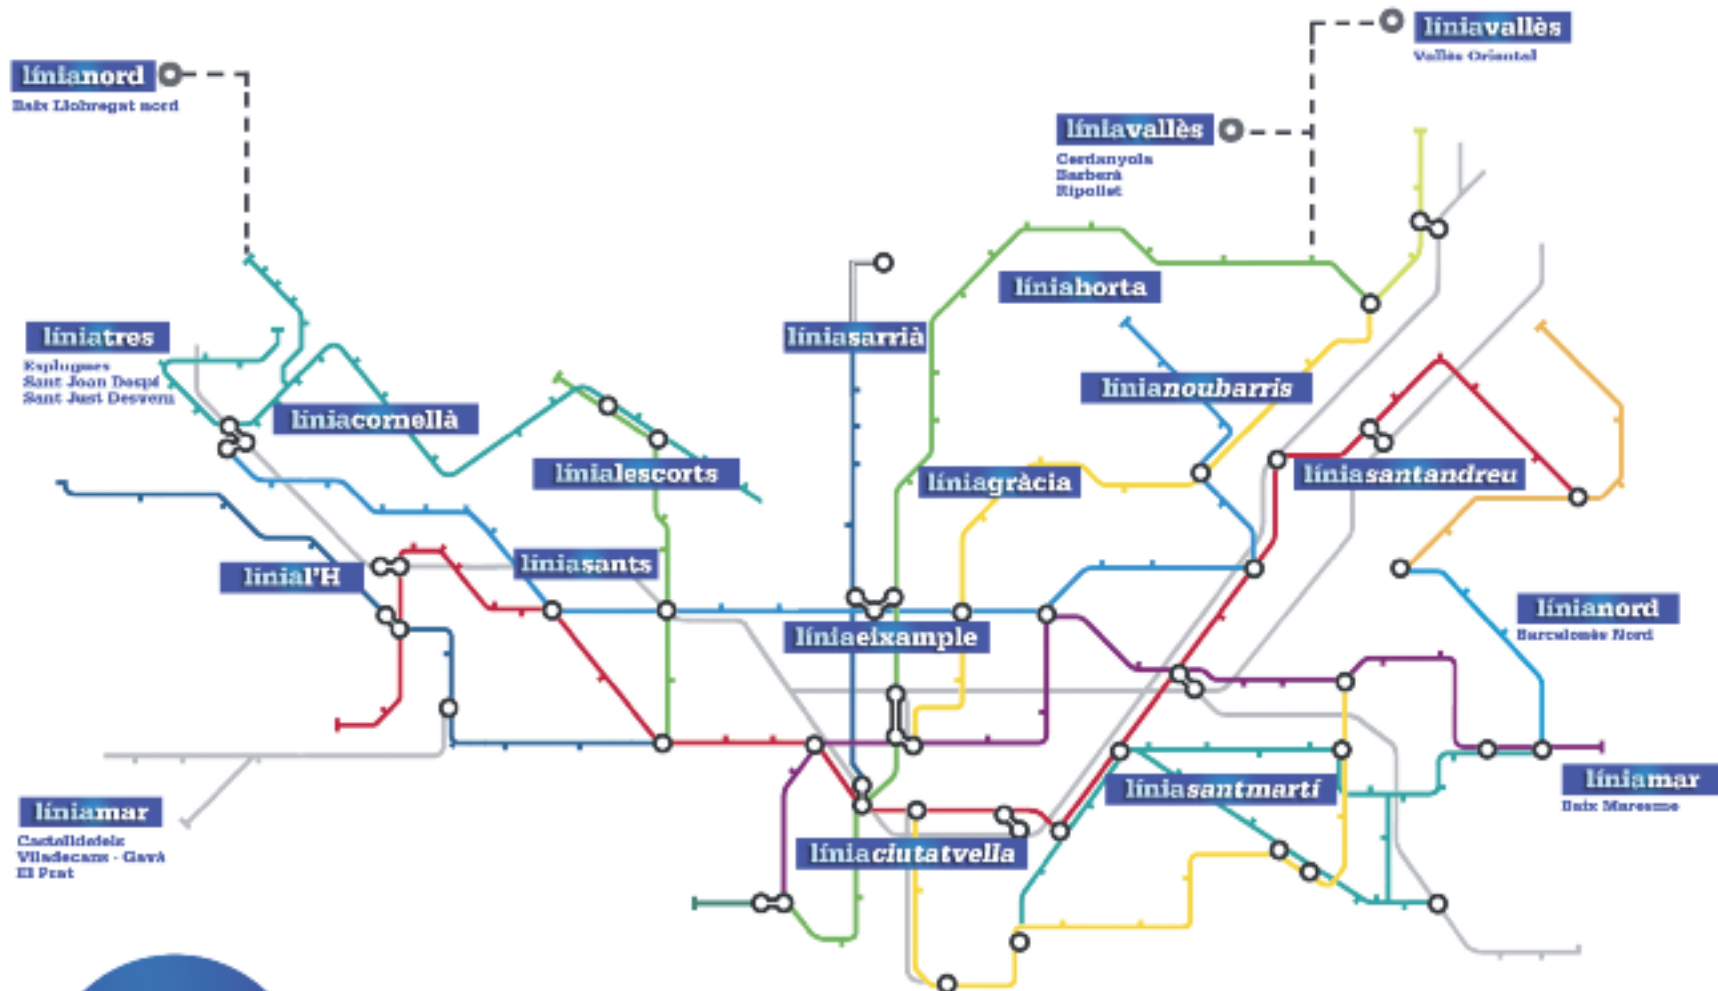 línianord
Baix Llobregat nord
líniavallès
Vallès Oriental
líniavallès
Cerdanyola
Barberà
Ripollet
líniahorta
líniatres
Esplugues
Sant Joan Despí
Sant Just Desvern
líniasarrià
línianoubarris
líniacornellà
línialescorts
líniagràcia
líniasantandreu
línial'H
líniasants
línianord
Barcelonès Nord
líniaeixample
líniamar
Baix Maresme
líniasantmartí
líniamar
Castelldefels
Viladecans - Gavà
El Prat
líniaciutatvella